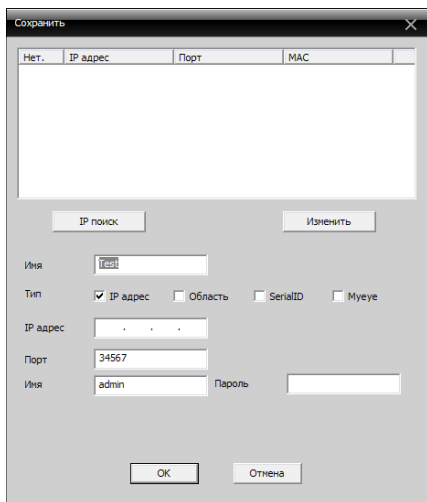 Сохранить
Нет. IP адрес Порт MAC
IP поиск Изменить
Имя Test
Тип IP адрес Область SerialID Myeye
IP адрес . . .
Порт 34567
Имя admin Пароль
OK Отмена